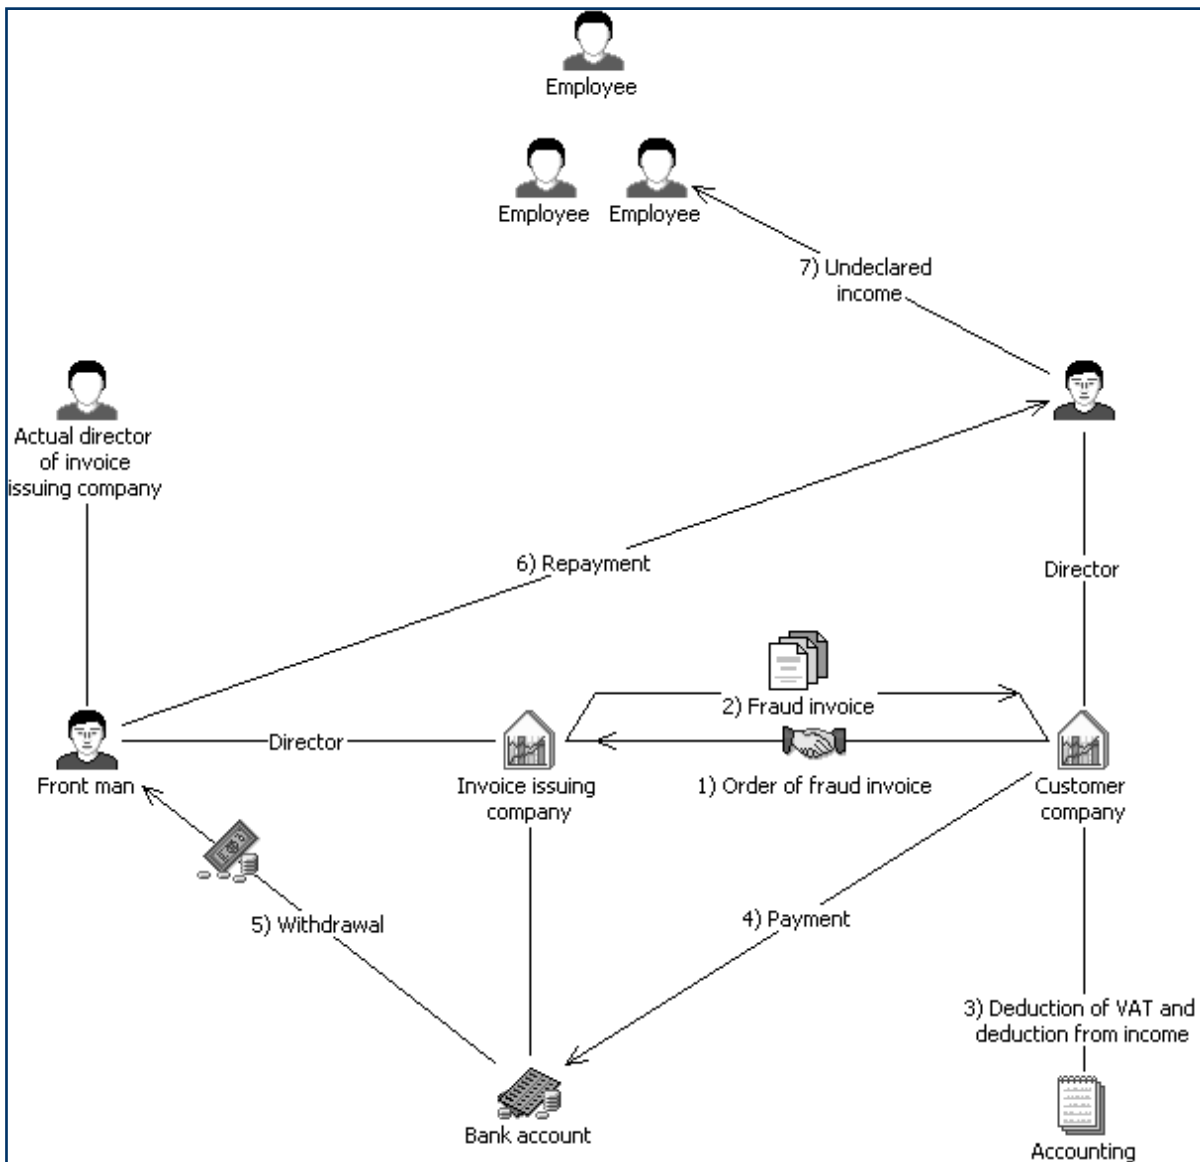 Employee
Employee
Employee
7) Undeclared
income
Actual director
of invoice
issuing company
6) Repayment
Director
2) Fraud invoice
Director
Front man
Invoice issuing
company
1) Order of fraud invoice
Customer
company
5) Withdrawal
4) Payment
3) Deduction of VAT and
deduction from income
Bank account
Accounting